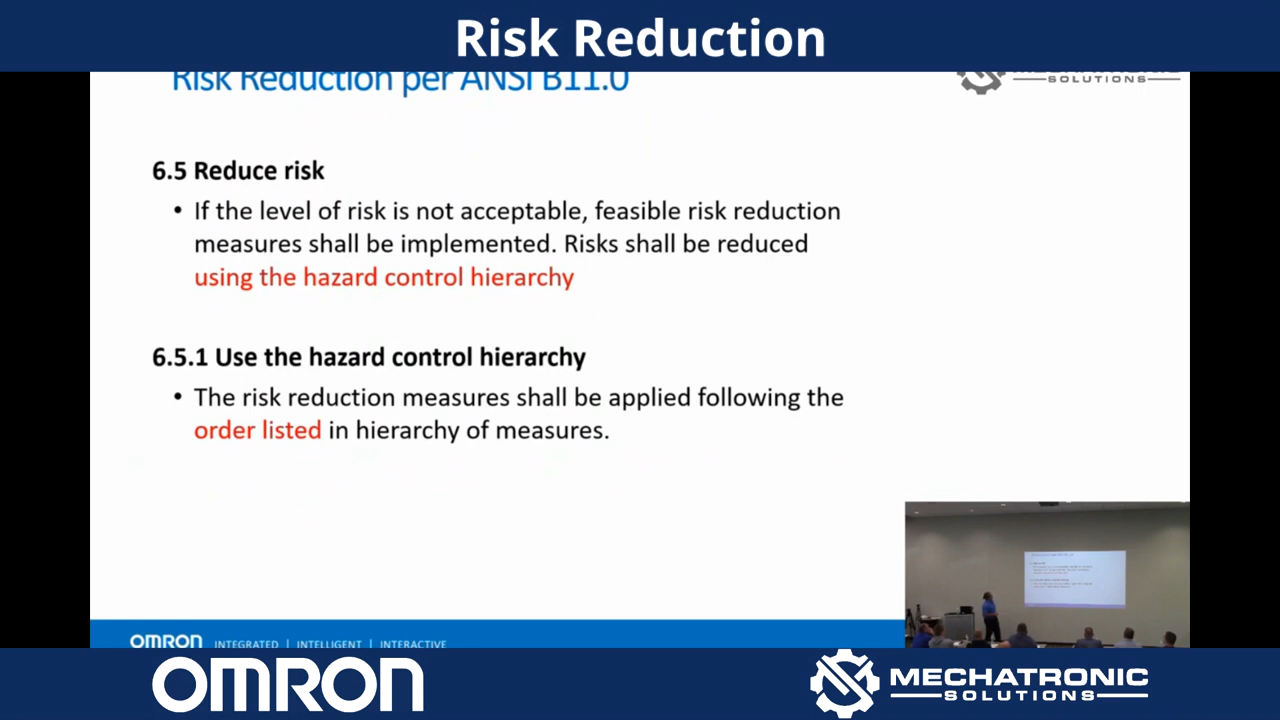 Risk Reduction
Risk Reduction per ANSI B11.0
MECHATRONIC
SOLUTIONS
6.5 Reduce risk
• If the level of risk is not acceptable, feasible risk reduction
measures shall be implemented. Risks shall be reduced
using the hazard control hierarchy
6.5.1 Use the hazard control hierarchy
• The risk reduction measures shall be applied following the
order listed in hierarchy of measures.
OMRON INTEGRATED | INTELLIGENT | INTERACTIVE
OMRON
MECHATRONIC
SOLUTIONS